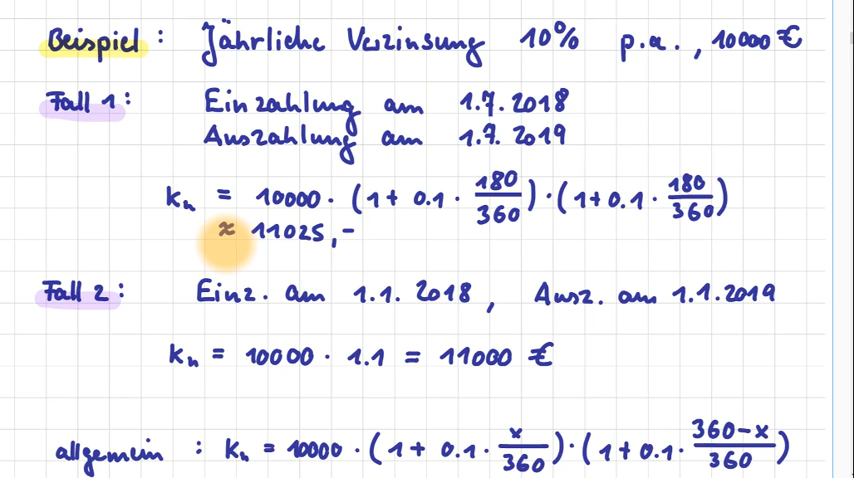 Beispiel : Jährliche Verzinsung 10% p.a., 10000 €
Fall 1 : Einzahlung am 1.7.2018
Auszahlung am 1.7.2019
Kn = 10000 · (1 + 0.1 · 180/360) · (1 + 0.1 · 180/360)
≈ 11025,-
Fall 2 : Einz. am 1.1.2018, Ausz. am 1.1.2019
Kn = 10000 · 1.1 = 11000 €
allgemein : Kn = 10000 · (1 + 0.1 · x/360) · (1 + 0.1 · 360-x/360)